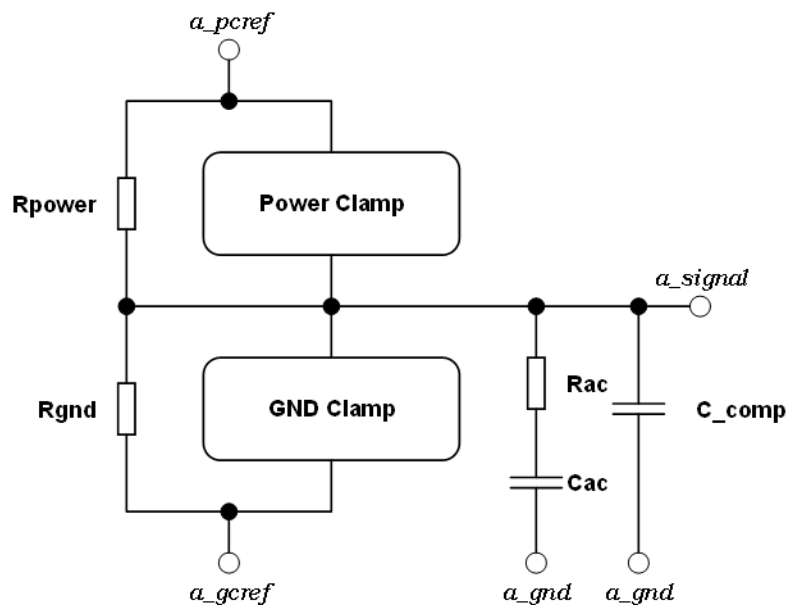 a_pcref
Rpower
Power Clamp
a_signal
Rgnd
GND Clamp
Rac
C_comp
Cac
a_gcref
a_gnd
a_gnd